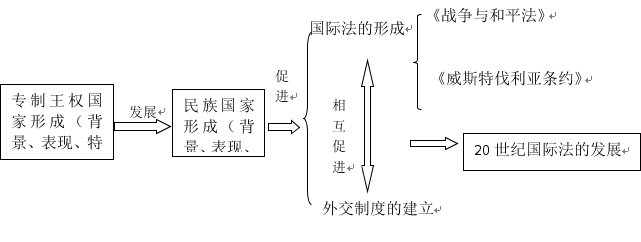 专制王权国
家形成（背
景、表现、特
发展
民族国家
形成（背
景、表现、
促
进
国际法的形成
《战争与和平法》
《威斯特伐利亚条约》
相
互
促
进
外交制度的建立
20 世纪国际法的发展